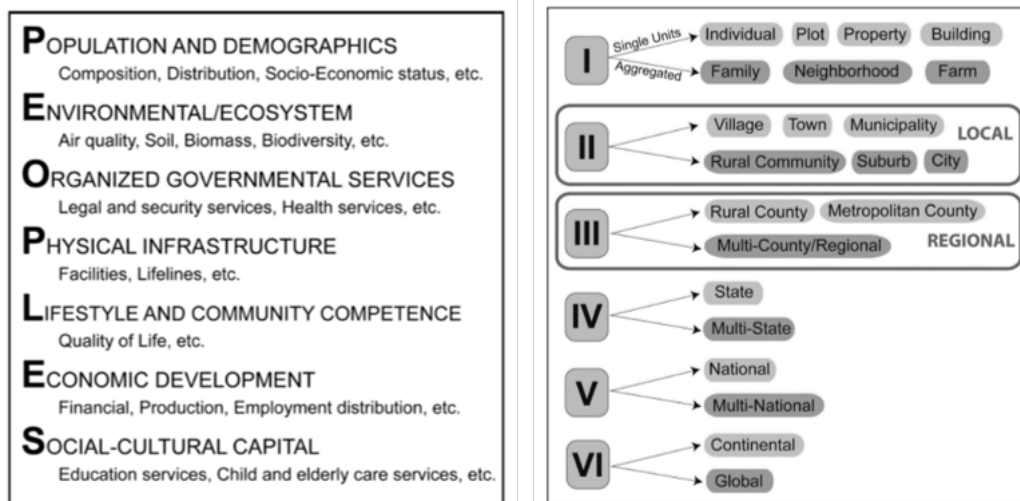 POPULATION AND DEMOGRAPHICS
Composition, Distribution, Socio-Economic status, etc.
ENVIRONMENTAL/ECOSYSTEM
Air quality, Soil, Biomass, Biodiversity, etc.
ORGANIZED GOVERNMENTAL SERVICES
Legal and security services, Health services, etc.
PHYSICAL INFRASTRUCTURE
Facilities, Lifelines, etc.
LIFESTYLE AND COMMUNITY COMPETENCE
Quality of Life, etc.
ECONOMIC DEVELOPMENT
Financial, Production, Employment distribution, etc.
SOCIAL-CULTURAL CAPITAL
Education services, Child and elderly care services, etc.
I
Single Units
Individual Plot Property Building
Aggregated
Family Neighborhood Farm
II
Village Town Municipality
LOCAL
Rural Community Suburb City
III
Rural County Metropolitan County
Multi-County/Regional
REGIONAL
IV
State
Multi-State
V
National
Multi-National
VI
Continental
Global